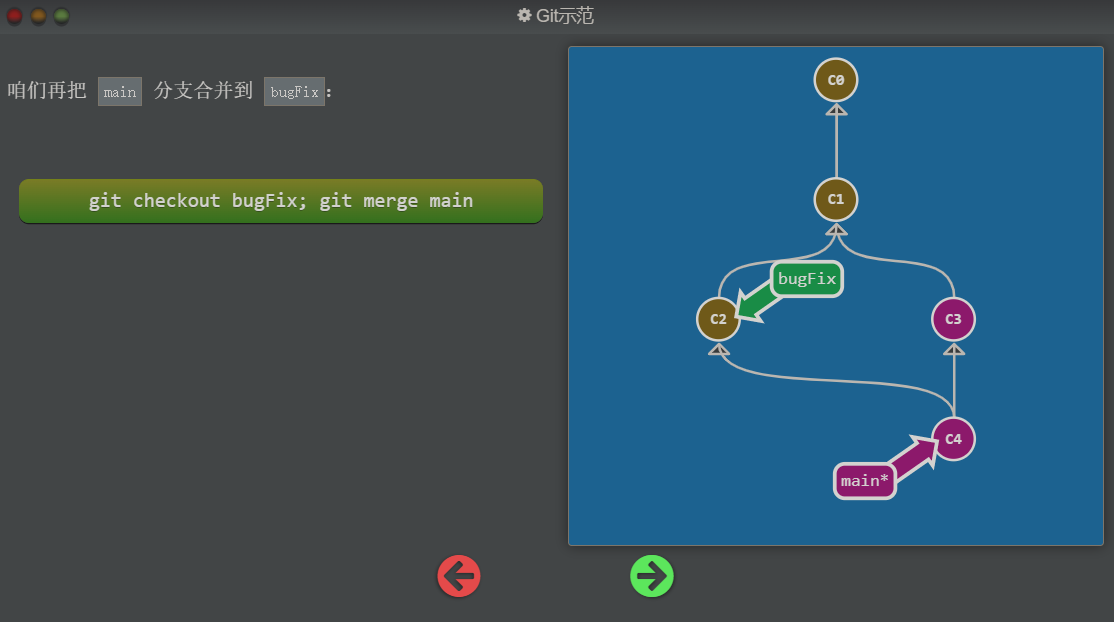 Git示范
咱们再把 main 分支合并到 bugFix：
git checkout bugFix; git merge main
C0
C1
bugFix
C2
C3
C4
main*